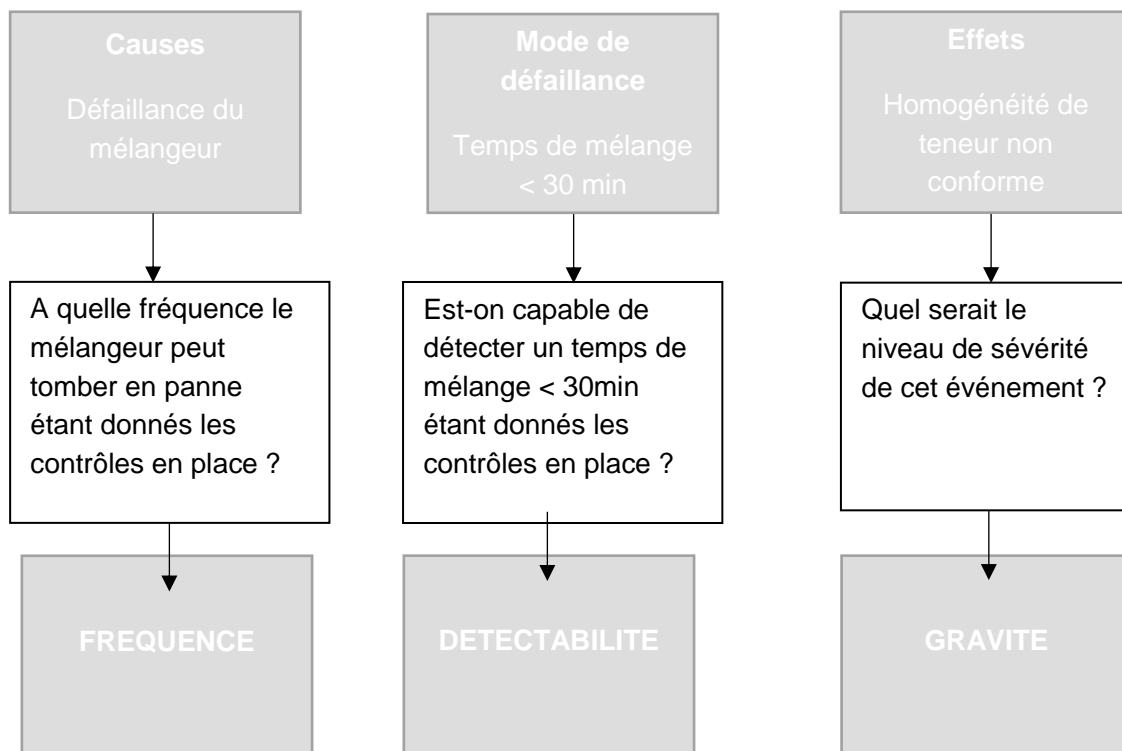 Causes
Défaillance du
mélangeur
Mode de
défaillance
Temps de mélange
< 30 min
Effets
Homogénéité de
teneur non
conforme
A quelle fréquence le
mélangeur peut
tomber en panne
étant donnés les
contrôles en place ?
Est-on capable de
détecter un temps de
mélange < 30min
étant donnés les
contrôles en place ?
Quel serait le
niveau de sévérité
de cet événement ?
FREQUENCE
DETECTABILITE
GRAVITE